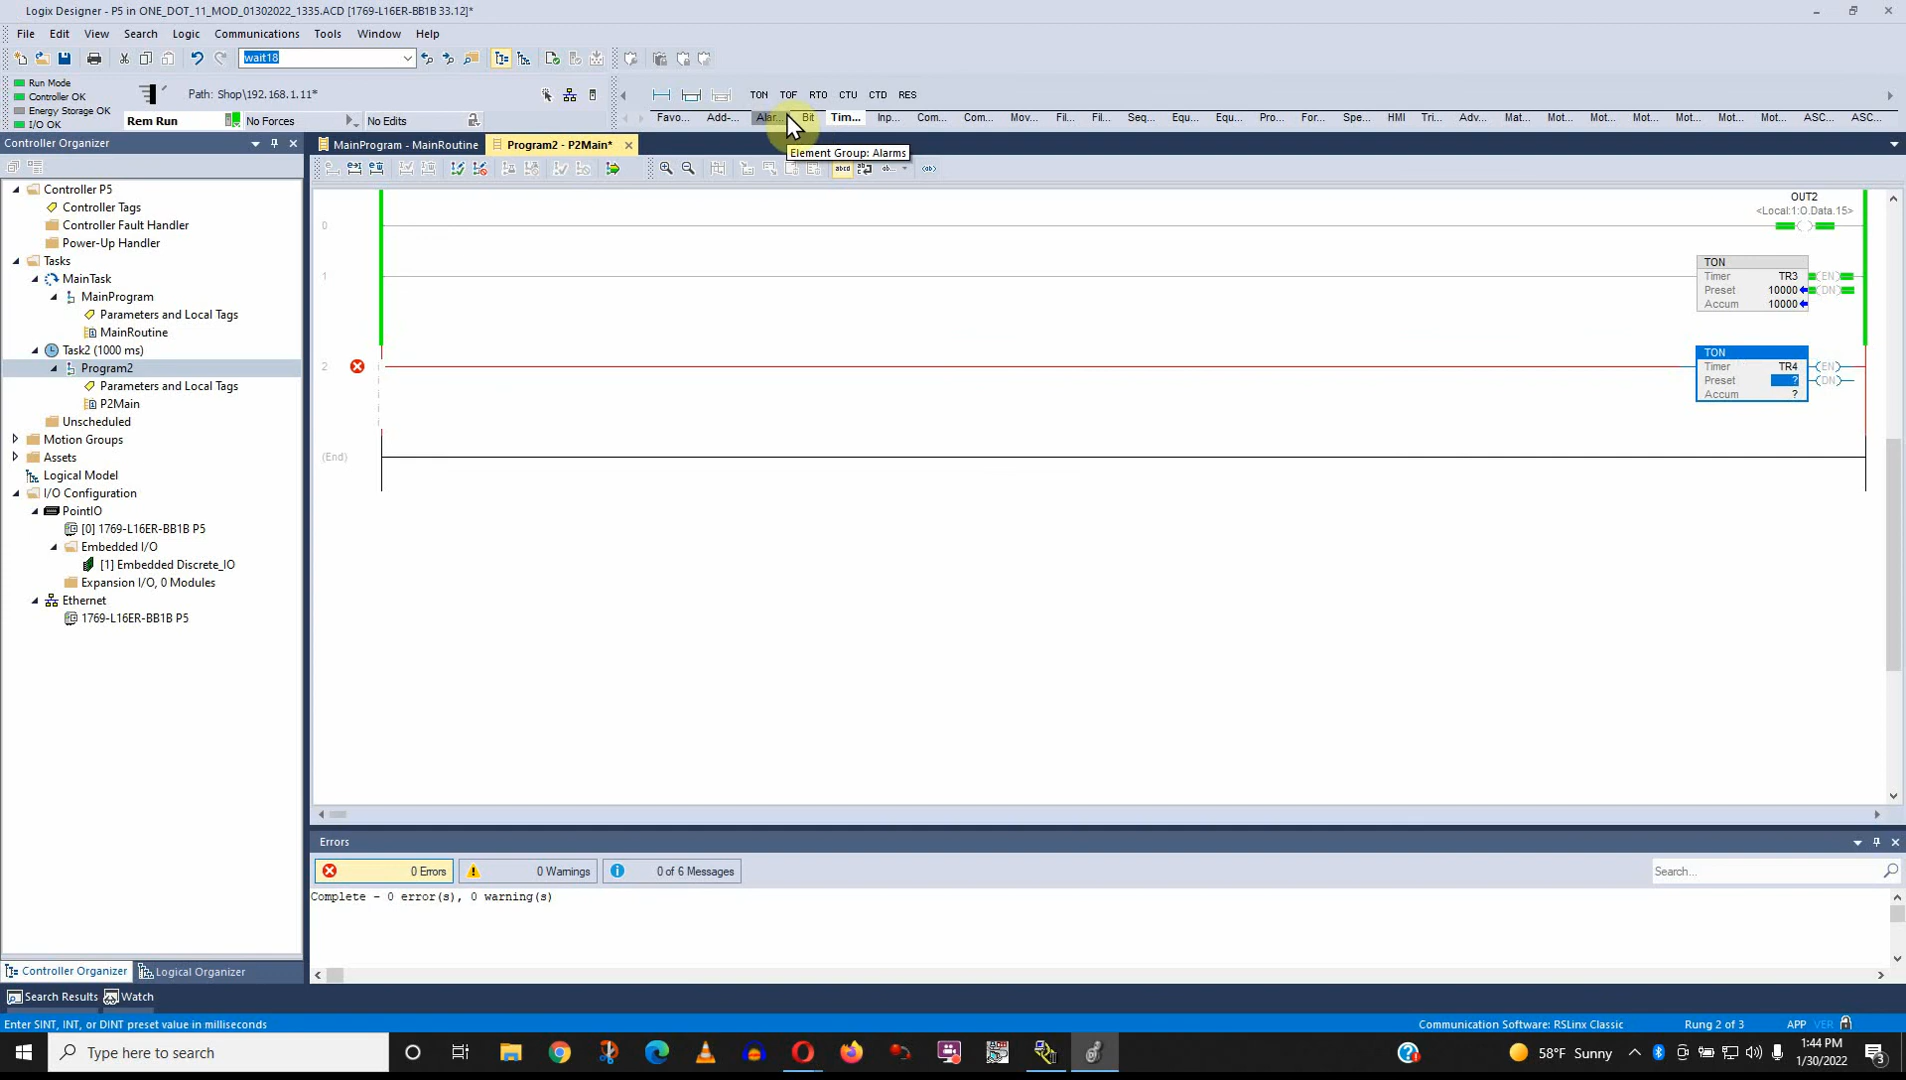 Logix Designer - P5 in ONE_DOT_11_MOD_01302022_1335.ACD [1769-L16ER-BB1B 33.12]*
File Edit View Search Logic Communications Tools Window Help
wait18
Run Mode
Controller OK
Energy Storage OK
I/O OK
Path: Shop\192.168.1.11*
Rem Run No Forces No Edits
TON TOF RTO CTU CTD RES
Favo... Add-... Alar... Bit Tim... Inp... Com... Com... Mov... Fil... Fil... Seq... Equ... Equ... Pro... For... Spe... HMI Tri... Adv... Mot... Mot... Mot... Mot... Mot... ASC... ASC...
Element Group: Alarms
Controller Organizer
MainProgram - MainRoutine Program2 - P2Main*
Controller P5
Controller Tags
Controller Fault Handler
Power-Up Handler
Tasks
MainTask
MainProgram
Parameters and Local Tags
MainRoutine
Task2 (1000 ms)
Program2
Parameters and Local Tags
P2Main
Unscheduled
Motion Groups
Assets
Logical Model
I/O Configuration
PointIO
[0] 1769-L16ER-BB1B P5
Embedded I/O
[1] Embedded Discrete_IO
Expansion I/O, 0 Modules
Ethernet
1769-L16ER-BB1B P5
OUT2
<Local:1:O.Data.15>
0
TON
1 Timer TR3 EN
Preset 10000 DN
Accum 10000
TON
2 Timer TR4 EN
Preset ? DN
Accum ?
(End)
Errors
0 Errors 0 Warnings 0 of 6 Messages Search...
Complete - 0 error(s), 0 warning(s)
Controller Organizer Logical Organizer
Search Results Watch
Enter SINT, INT, or DINT preset value in milliseconds Communication Software: RSLinx Classic Rung 2 of 3 APP VER
Type here to search 58°F Sunny 1:44 PM
1/30/2022
3